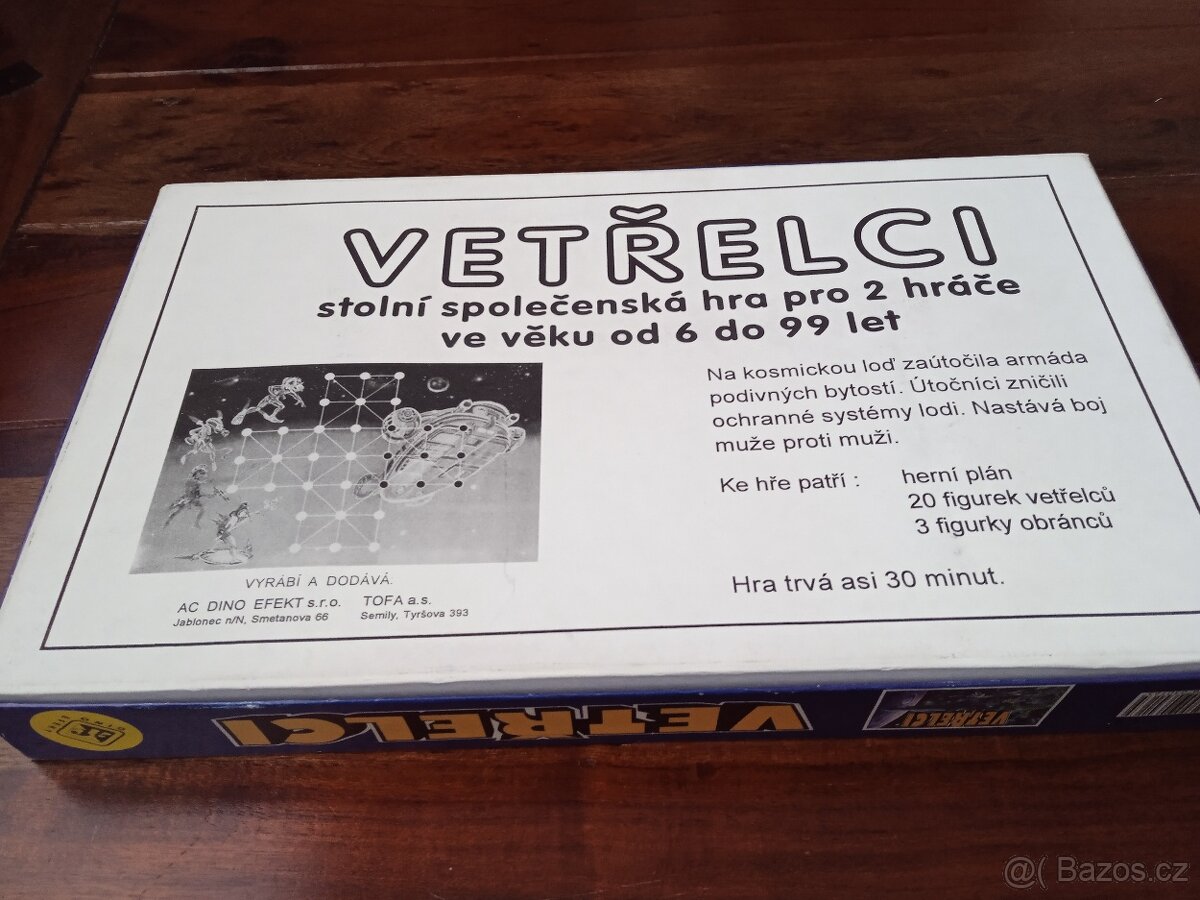 VETŘELCI
stolní společenská hra pro 2 hráče
ve věku od 6 do 99 let
Na kosmickou loď zaútočila armáda
podivných bytostí. Útočníci zničili
ochranné systémy lodi. Nastává boj
muže proti muži.
Ke hře patří : herní plán
20 figurek vetřelců
3 figurky obránců
Hra trvá asi 30 minut.
VYRÁBÍ A DODÁVÁ.
AC DINO EFEKT s.r.o. TOFA a.s.
Jablonec n/N, Smetanova 66 Semily, Tyršova 393
VETŘELCI
VETŘELCI
@( Bazos.cz